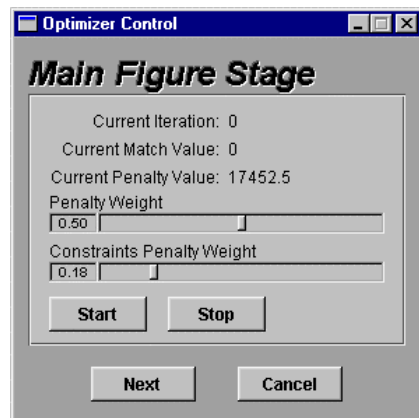 Optimizer Control
Main Figure Stage
Current Iteration: 0
Current Match Value: 0
Current Penalty Value: 17452.5
Penalty Weight
0.50
Constraints Penalty Weight
0.18
Start Stop
Next Cancel